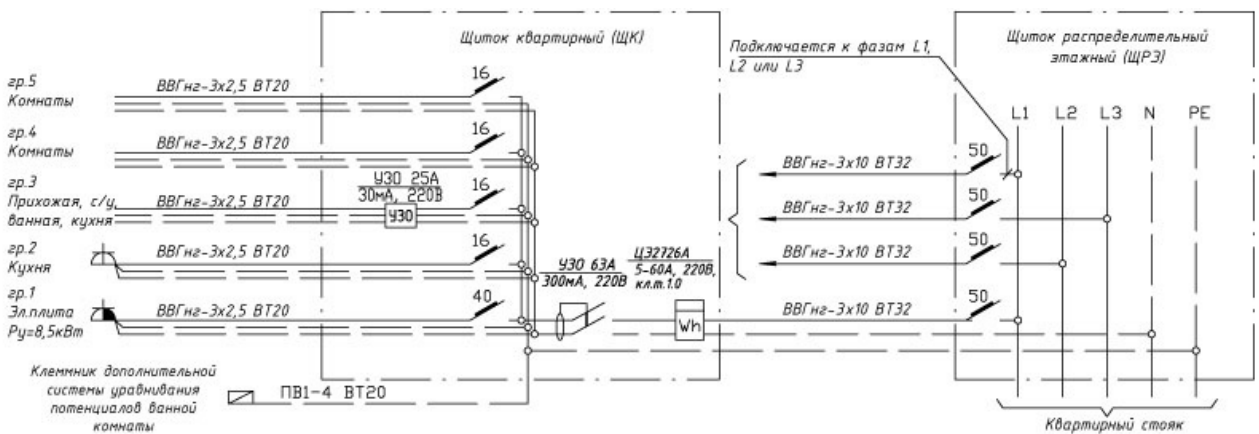 Щиток квартирный (ЩК)
Щиток распределительный
этажный (ЩРЭ)
Подключается к фазам L1,
L2 или L3
L1 L2 L3 N PE
гр.5
Комнаты
ВВГнг-3х2,5 ВТ20
16
гр.4
Комнаты
ВВГнг-3х2,5 ВТ20
16
гр.3
Прихожая, с/у,
ванная, кухня
ВВГнг-3х2,5 ВТ20
УЗО 25А
30мА, 220В
УЗО
16
гр.2
Кухня
ВВГнг-3х2,5 ВТ20
16
гр.1
Эл.плита
Ру=8,5кВт
ВВГнг-3х2,5 ВТ20
40
УЗО 63А
300мА, 220В
ЦЭ2726А
5-60А, 220В,
кл.т.1.0
Wh
ВВГнг-3х10 ВТ32
50
ВВГнг-3х10 ВТ32
50
ВВГнг-3х10 ВТ32
50
ВВГнг-3х10 ВТ32
50
Клеммник дополнительной
системы уравнивания
потенциалов ванной
комнаты
ПВ1-4 ВТ20
Квартирный стояк